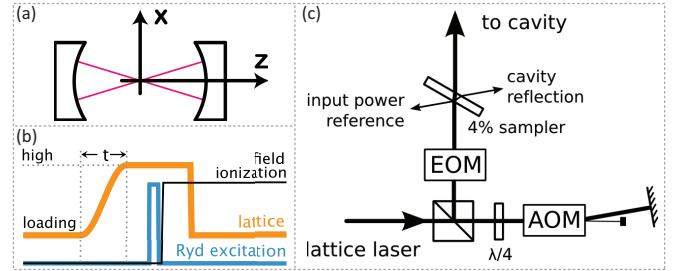 (a)
x
z
(b)
high
← t →
field
ionization
loading
lattice
Ryd excitation
(c)
to cavity
cavity
reflection
input power
reference
4% sampler
EOM
AOM
lattice laser
λ/4